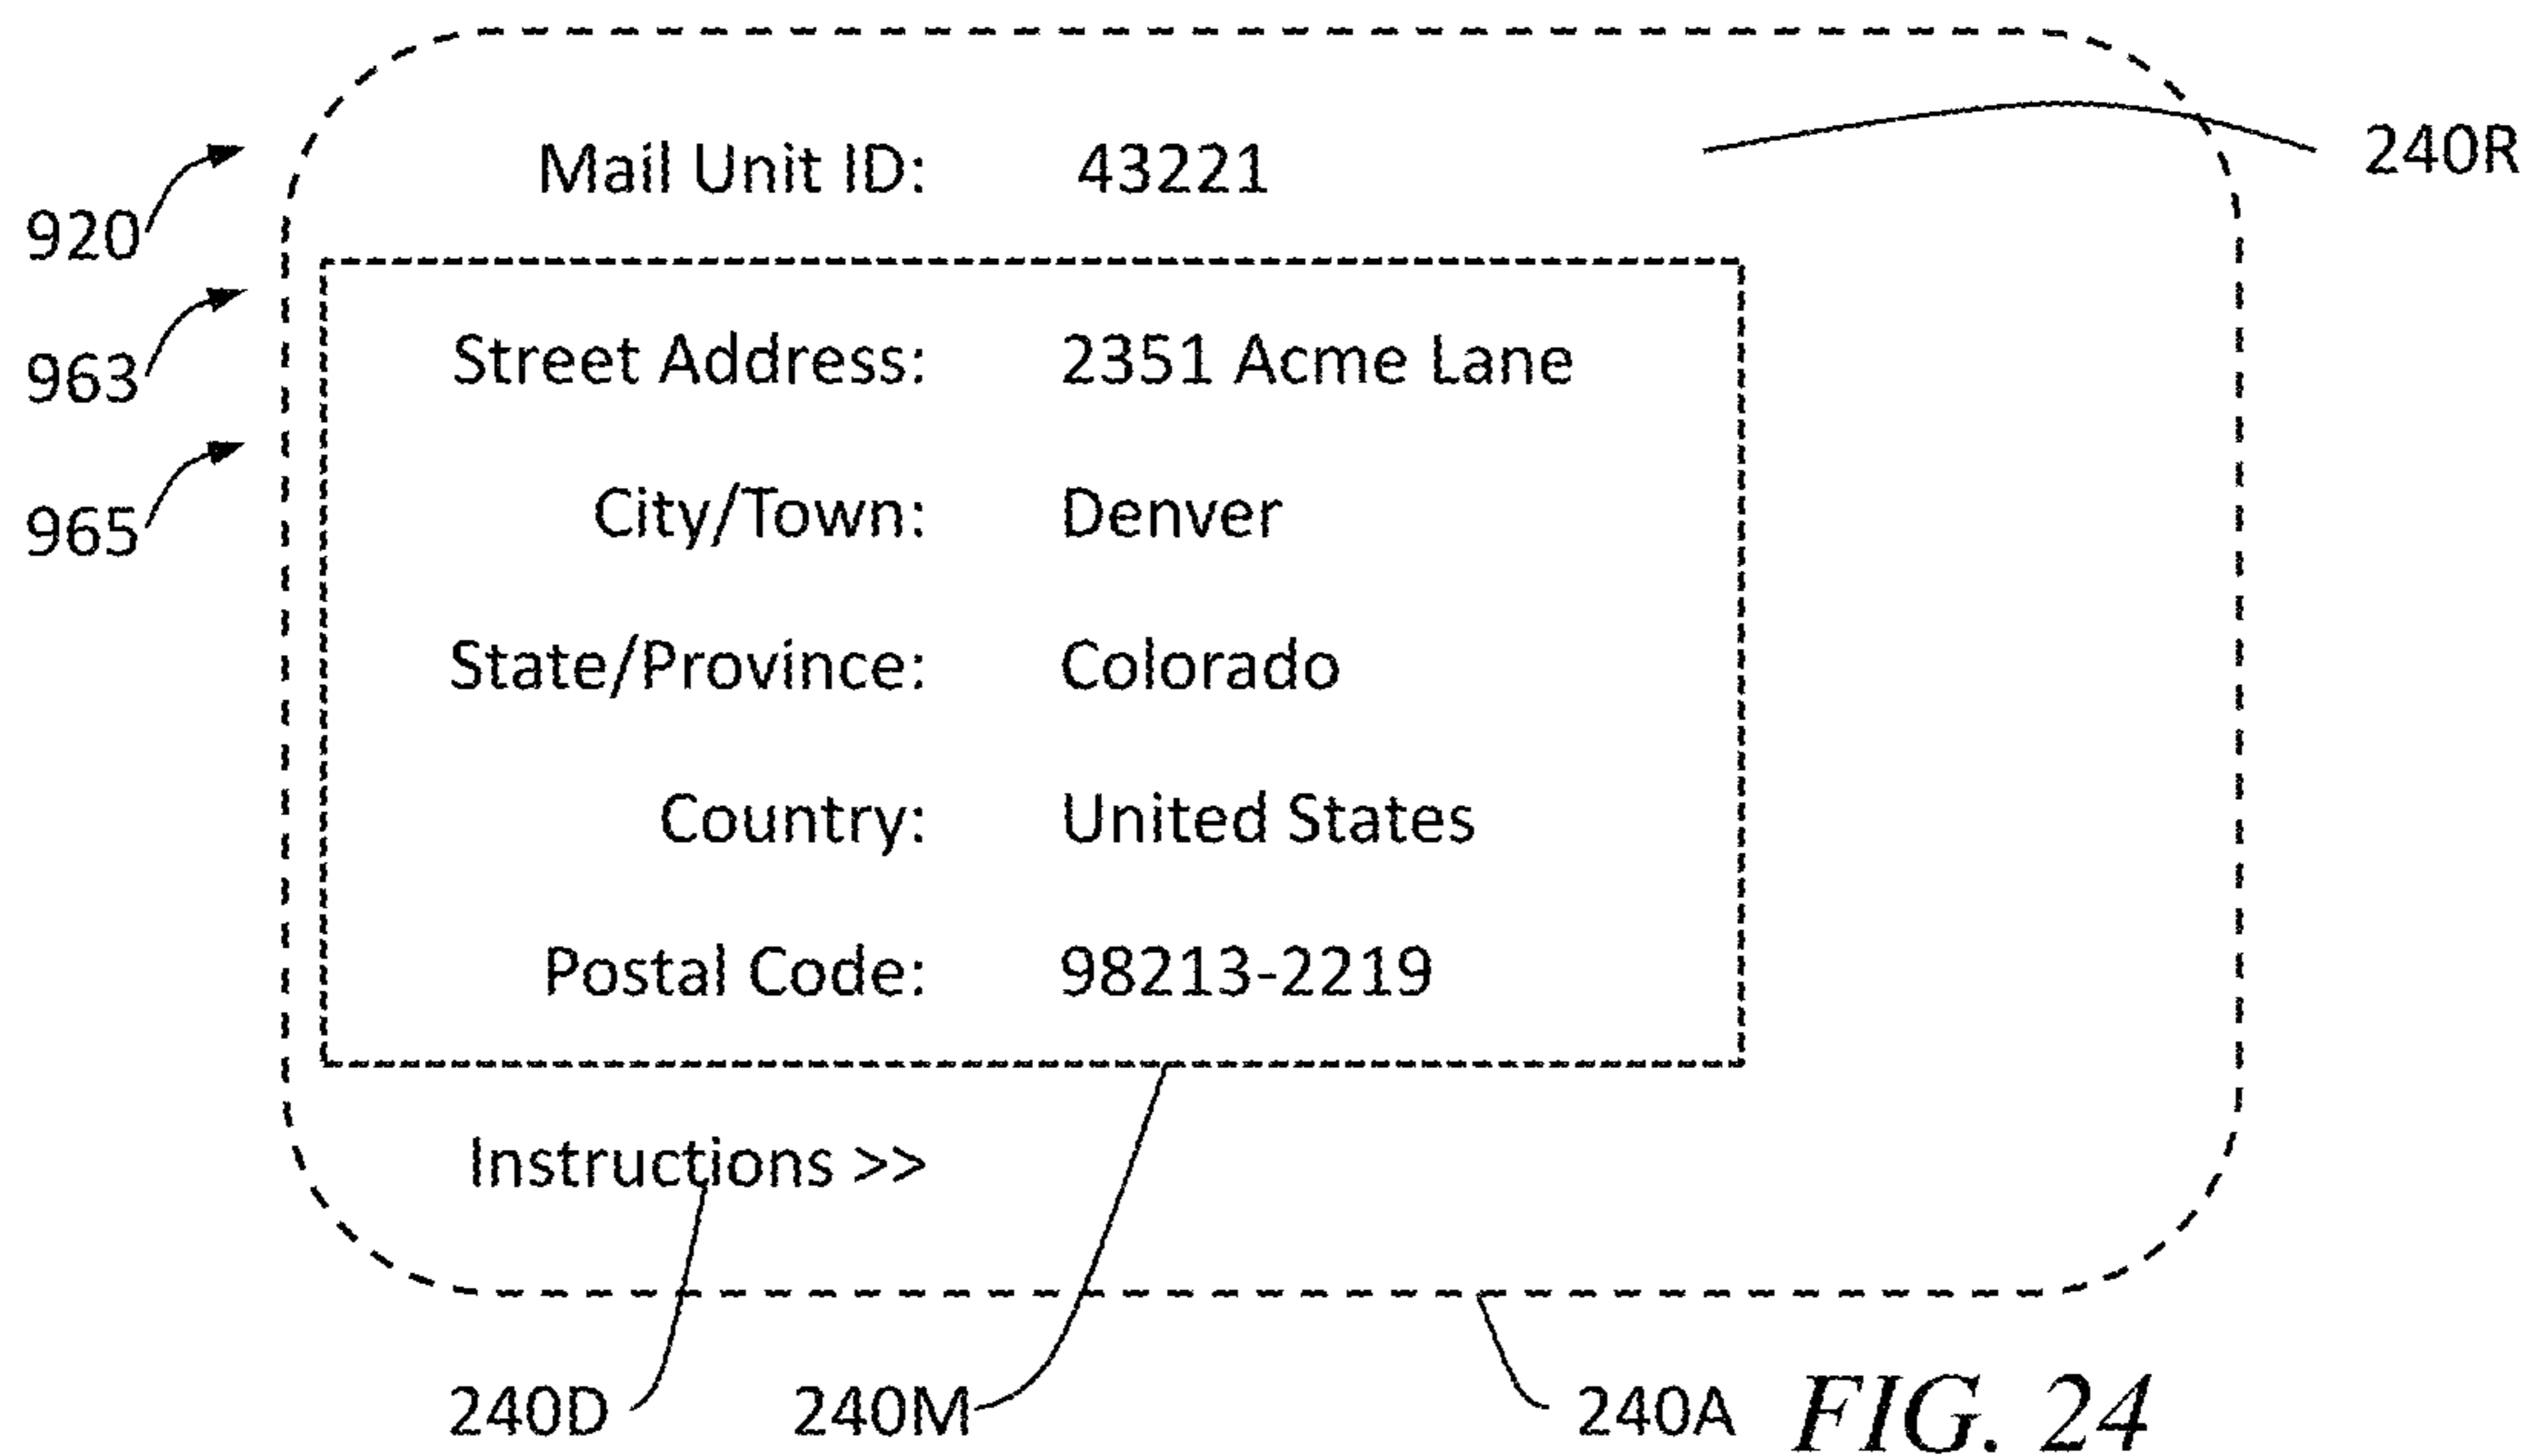 Mail Unit ID: 43221
240R
920
963
Street Address: 2351 Acme Lane
965
City/Town: Denver
State/Province: Colorado
Country: United States
Postal Code: 98213-2219
Instructions >>
240D 240M 240A FIG. 24